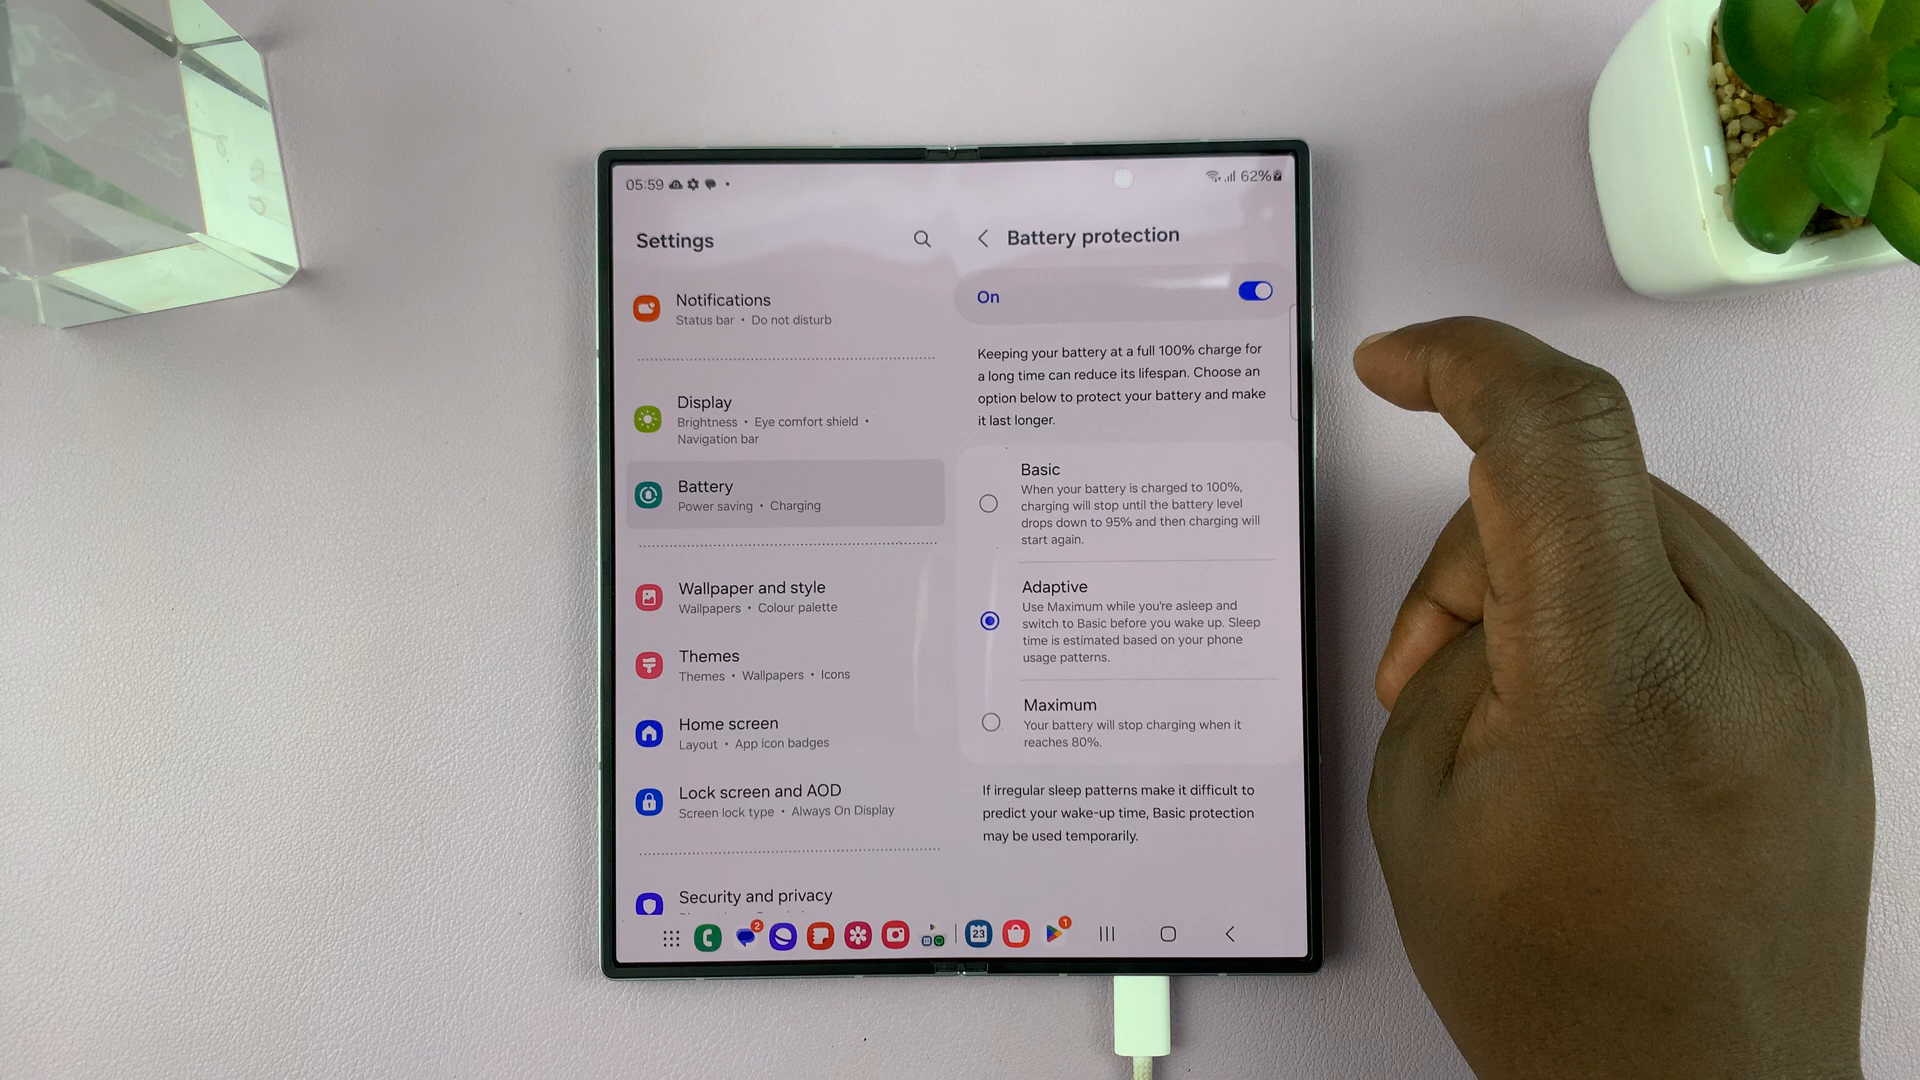 05:59
62%
Settings
Notifications
Status bar • Do not disturb
Display
Brightness • Eye comfort shield •
Navigation bar
Battery
Power saving • Charging
Wallpaper and style
Wallpapers • Colour palette
Themes
Themes • Wallpapers • Icons
Home screen
Layout • App icon badges
Lock screen and AOD
Screen lock type • Always On Display
Security and privacy
Battery protection
On
Keeping your battery at a full 100% charge for
a long time can reduce its lifespan. Choose an
option below to protect your battery and make
it last longer.
Basic
When your battery is charged to 100%,
charging will stop until the battery level
drops down to 95% and then charging will
start again.
Adaptive
Use Maximum while you're asleep and
switch to Basic before you wake up. Sleep
time is estimated based on your phone
usage patterns.
Maximum
Your battery will stop charging when it
reaches 80%.
If irregular sleep patterns make it difficult to
predict your wake-up time, Basic protection
may be used temporarily.
2
23
1